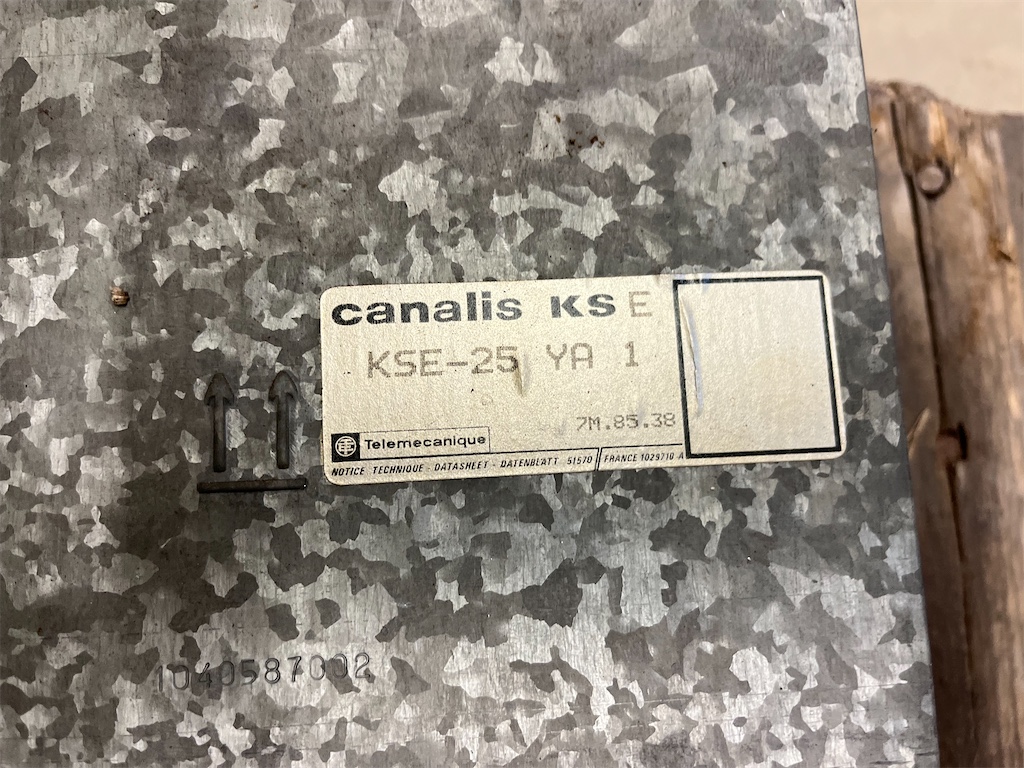 canalis KS E
KSE-25 YA 1
7M.85.38
Telemecanique
NOTICE TECHNIQUE - DATASHEET - DATENBLATT 51570 FRANCE 1029710 A
1040587002